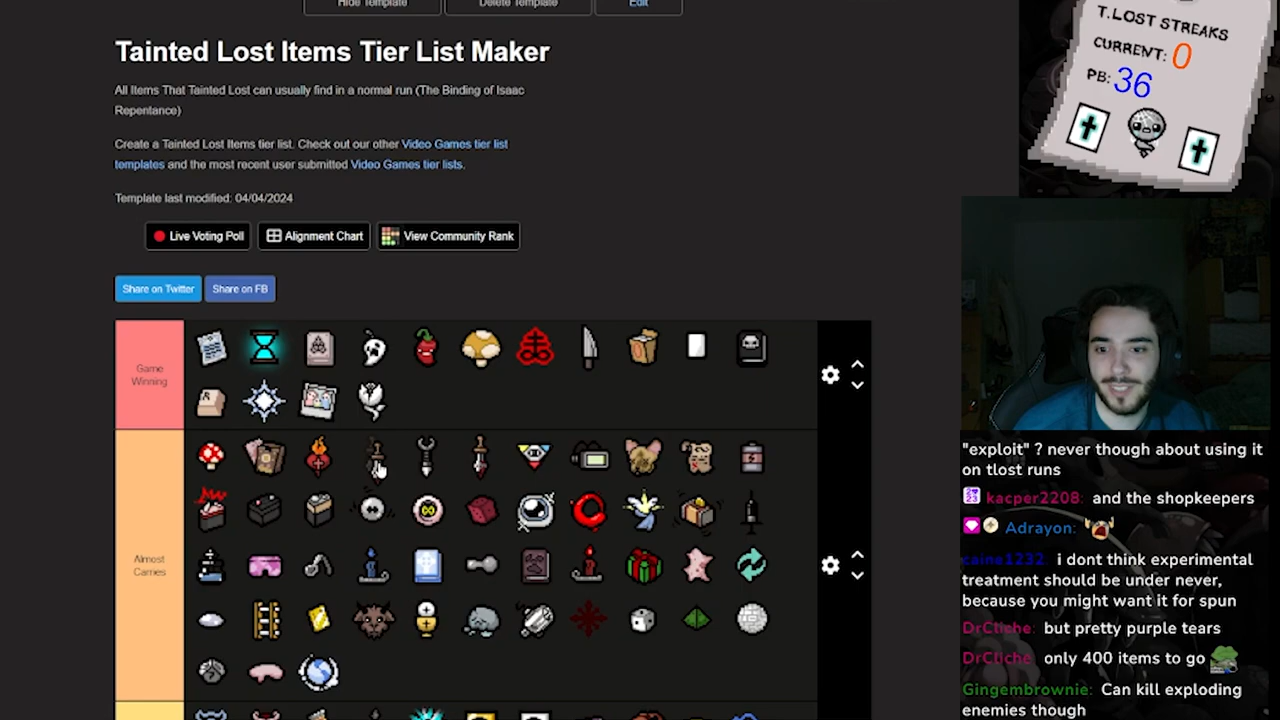 Hide Template
Delete Template
Edit
Tainted Lost Items Tier List Maker
All Items That Tainted Lost can usually find in a normal run (The Binding of Isaac
Repentance)
Create a Tainted Lost Items tier list. Check out our other Video Games tier list
templates and the most recent user submitted Video Games tier lists.
Template last modified: 04/04/2024
Live Voting Poll
Alignment Chart
View Community Rank
Share on Twitter
Share on FB
Game
Winning
Almost
Carries
T.LOST STREAKS
CURRENT: 0
PB: 36
"exploit" ? never though about using it
on tlost runs
kacper2208: and the shopkeepers
Adrayon:
caine1232: i dont think experimental
treatment should be under never,
because you might want it for spun
DrCliche: but pretty purple tears
DrCliche: only 400 items to go
Gingembrownie: Can kill exploding
enemies though